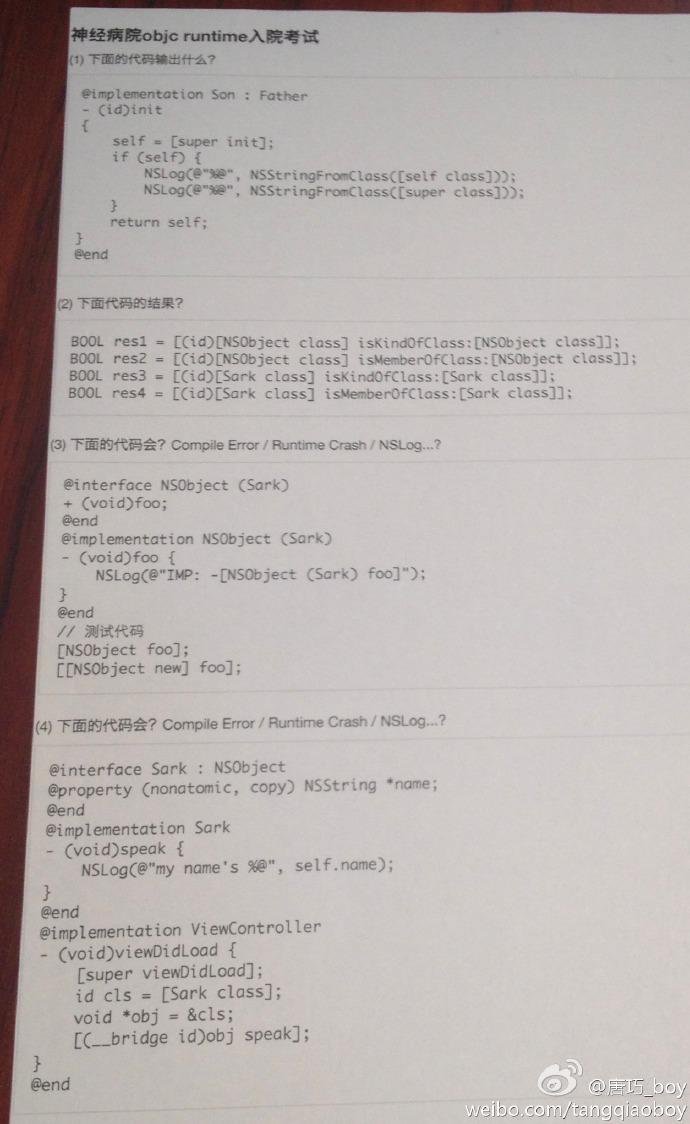 神经病院objc runtime入院考试
(1) 下面的代码输出什么?
@implementation Son : Father
- (id)init
{
    self = [super init];
    if (self) {
        NSLog(@"%@", NSStringFromClass([self class]));
        NSLog(@"%@", NSStringFromClass([super class]));
    }
    return self;
}
@end
(2) 下面代码的结果?
BOOL res1 = [(id)[NSObject class] isKindOfClass:[NSObject class]];
BOOL res2 = [(id)[NSObject class] isMemberOfClass:[NSObject class]];
BOOL res3 = [(id)[Sark class] isKindOfClass:[Sark class]];
BOOL res4 = [(id)[Sark class] isMemberOfClass:[Sark class]];
(3) 下面的代码会? Compile Error / Runtime Crash / NSLog...?
@interface NSObject (Sark)
+ (void)foo;
@end
@implementation NSObject (Sark)
- (void)foo {
    NSLog(@"IMP: -[NSObject (Sark) foo]");
}
@end
// 测试代码
[NSObject foo];
[[NSObject new] foo];
(4) 下面的代码会? Compile Error / Runtime Crash / NSLog...?
@interface Sark : NSObject
@property (nonatomic, copy) NSString *name;
@end
@implementation Sark
- (void)speak {
    NSLog(@"my name's %@", self.name);
}
@end
@implementation ViewController
- (void)viewDidLoad {
    [super viewDidLoad];
    id cls = [Sark class];
    void *obj = &cls;
    [(__bridge id)obj speak];
}
@end
@唐巧_boy
weibo.com/tangqiaoboy